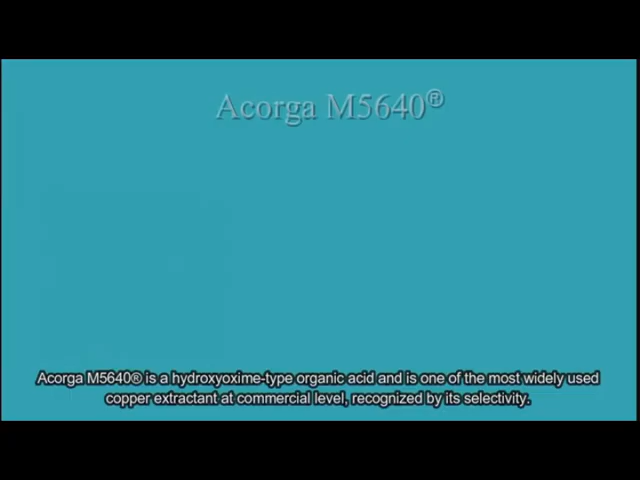 Acorga M5640®
Acorga M5640® is a hydroxyoxime-type organic acid and is one of the most widely used
copper extractant at commercial level, recognized by its selectivity.